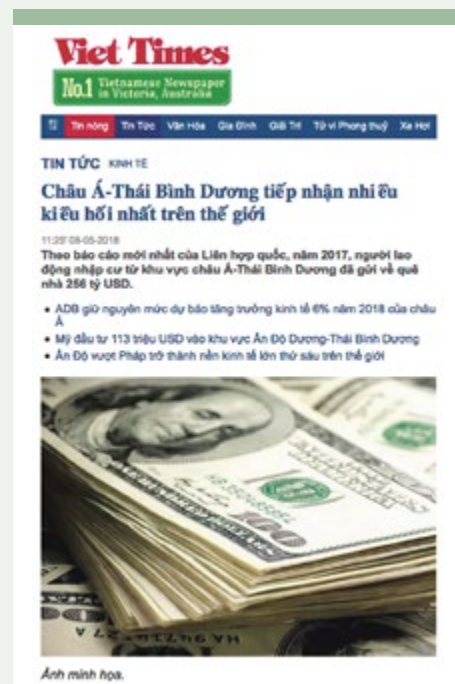 Viet Times
No.1 Vietnamese Newspaper
in Victoria, Australia
Tin nóng Tin Tức Văn Hóa Gia Đình Giải Trí Tử vi Phong thuỷ Xa Hơi
TIN TỨC KINH TẾ
Châu Á-Thái Bình Dương tiếp nhận nhiều
kiều hối nhất trên thế giới
11:25' 08-05-2018
Theo báo cáo mới nhất của Liên hợp quốc, năm 2017, người lao
động nhập cư từ khu vực châu Á-Thái Bình Dương đã gửi về quê
nhà 256 tỷ USD.
• ADB giữ nguyên mức dự báo tăng trưởng kinh tế 6% năm 2018 của châu
Á
• Mỹ đầu tư 113 triệu USD vào khu vực Ấn Độ Dương-Thái Bình Dương
• Ấn Độ vượt Pháp trở thành nền kinh tế lớn thứ sáu trên thế giới
100
Ảnh minh họa.